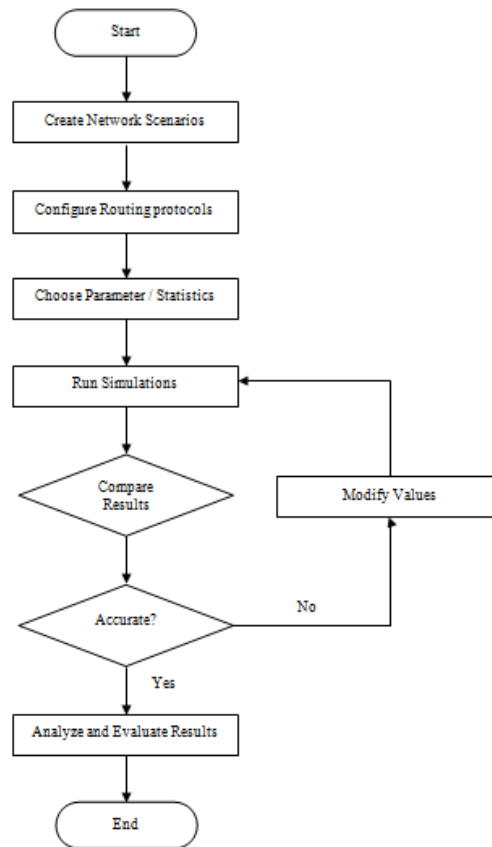 Start
Create Network Scenarios
Configure Routing protocols
Choose Parameter / Statistics
Run Simulations
Compare
Results
Modify Values
Accurate?
No
Yes
Analyze and Evaluate Results
End